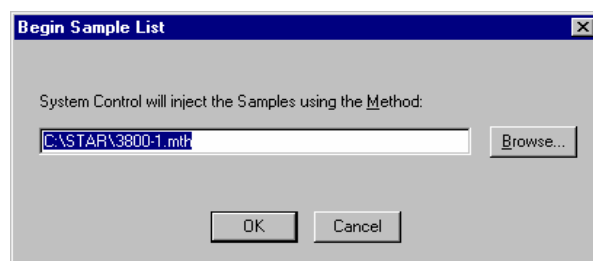 Begin Sample List
System Control will inject the Samples using the Method:
C:\STAR\3800-1.mth
Browse...
OK
Cancel